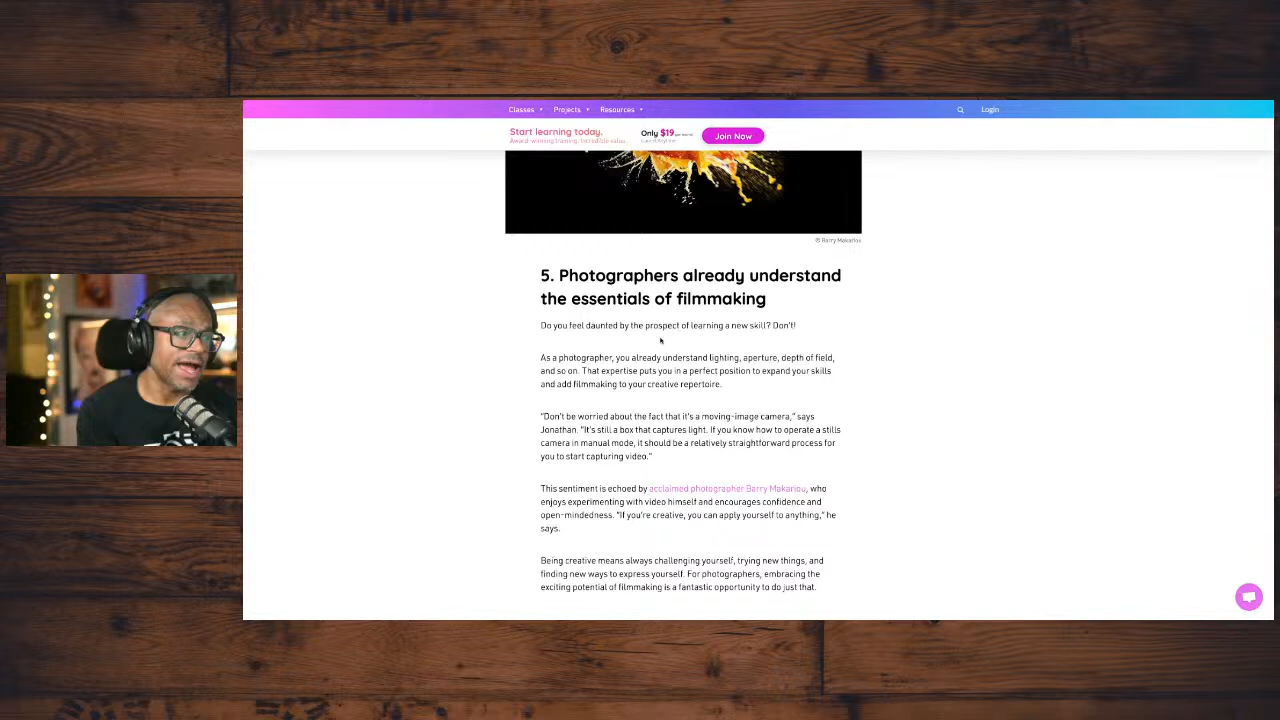 Classes Projects Resources Login
Start learning today.
Award-winning training. Incredible value.
Only $19
Join Now
© Barry Makariou
5. Photographers already understand
the essentials of filmmaking
Do you feel daunted by the prospect of learning a new skill? Don't!
As a photographer, you already understand lighting, aperture, depth of field,
and so on. That expertise puts you in a perfect position to expand your skills
and add filmmaking to your creative repertoire.
“Don't be worried about the fact that it's a moving-image camera,” says
Jonathan. “It's still a box that captures light. If you know how to operate a stills
camera in manual mode, it should be a relatively straightforward process for
you to start capturing video.”
This sentiment is echoed by acclaimed photographer Barry Makariou, who
enjoys experimenting with video himself and encourages confidence and
open-mindedness. “If you're creative, you can apply yourself to anything,” he
says.
Being creative means always challenging yourself, trying new things, and
finding new ways to express yourself. For photographers, embracing the
exciting potential of filmmaking is a fantastic opportunity to do just that.